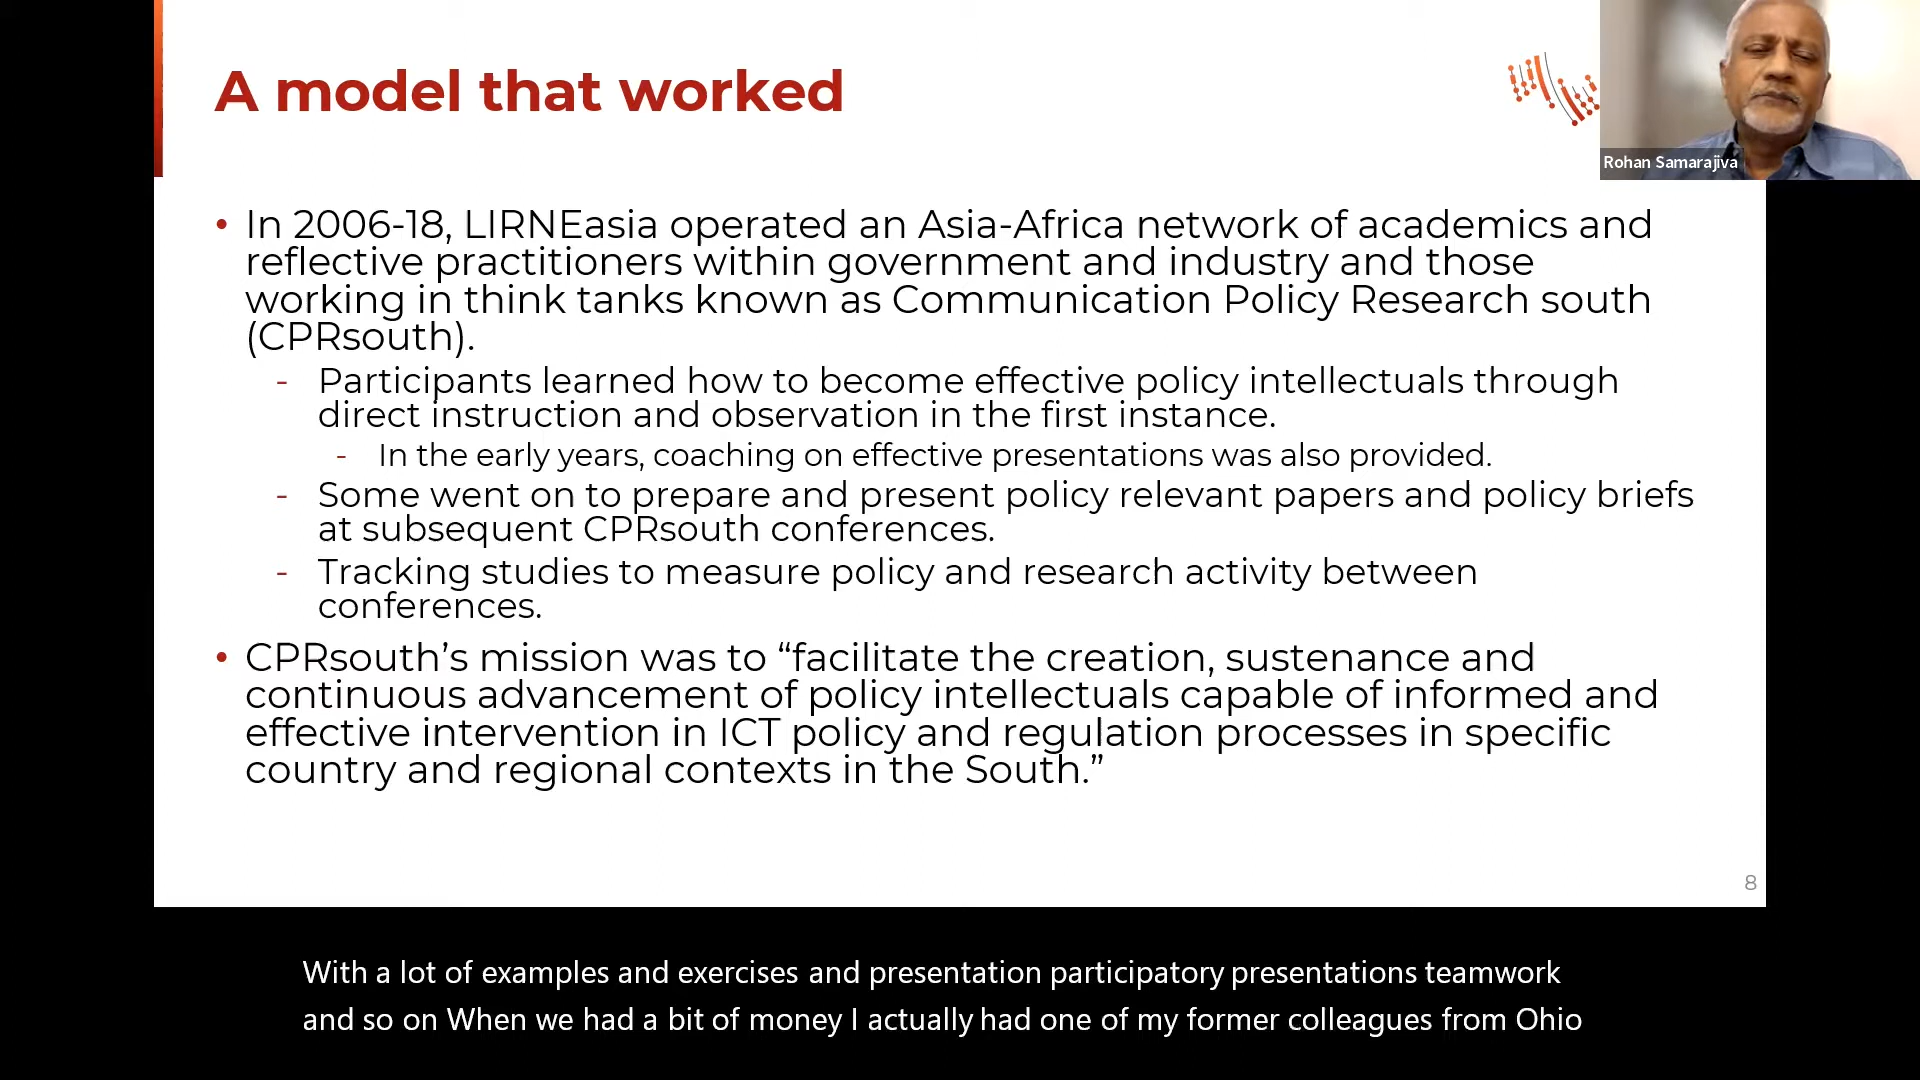 A model that worked
Rohan Samarajiva
• In 2006-18, LIRNEasia operated an Asia-Africa network of academics and
reflective practitioners within government and industry and those
working in think tanks known as Communication Policy Research south
(CPRsouth).
- Participants learned how to become effective policy intellectuals through
direct instruction and observation in the first instance.
- In the early years, coaching on effective presentations was also provided.
- Some went on to prepare and present policy relevant papers and policy briefs
at subsequent CPRsouth conferences.
- Tracking studies to measure policy and research activity between
conferences.
• CPRsouth’s mission was to “facilitate the creation, sustenance and
continuous advancement of policy intellectuals capable of informed and
effective intervention in ICT policy and regulation processes in specific
country and regional contexts in the South.”
8
With a lot of examples and exercises and presentation participatory presentations teamwork
and so on When we had a bit of money I actually had one of my former colleagues from Ohio